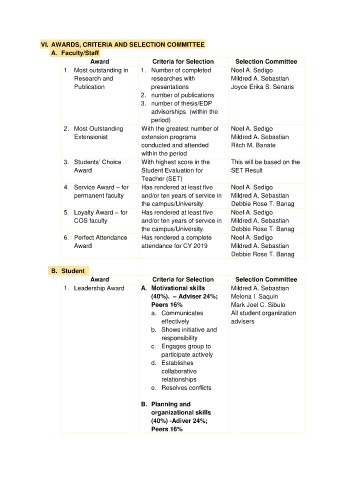 VI. AWARDS, CRITERIA AND SELECTION COMMITTEE
A. Faculty/Staff
Award Criteria for Selection Selection Committee
1. Most outstanding in Research and Publication
1. Number of completed researches with presentations
2. number of publications
3. number of thesis/EDP advisorships (within the period)
Noel A. Sedigo
Mildred A. Sebastian
Joyce Erika S. Senaris
2. Most Outstanding Extensionist
With the greatest number of extension programs conducted and attended within the period
Noel A. Sedigo
Mildred A. Sebastian
Ritch M. Banate
3. Students' Choice Award
With highest score in the Student Evaluation for Teacher (SET)
This will be based on the SET Result
4. Service Award – for permanent faculty
Has rendered at least five and/or ten years of service in the campus/University.
Noel A. Sedigo
Mildred A. Sebastian
Debbie Rose T. Banag
5. Loyalty Award – for COS faculty
Has rendered at least five and/or ten years of service in the campus/University.
Noel A. Sedigo
Mildred A. Sebastian
Debbie Rose T. Banag
6. Perfect Attendance Award
Has rendered a complete attendance for CY 2019
Noel A. Sedigo
Mildred A. Sebastian
Debbie Rose T. Banag
B. Student
Award Criteria for Selection Selection Committee
1. Leadership Award
A. Motivational skills (40%). – Adviser 24%; Peers 16%
a. Communicates effectively
b. Shows initiative and responsibility
c. Engages group to participate actively
d. Establishes collaborative relationships
e. Resolves conflicts
B. Planning and organizational skills (40%) -Adiver 24%; Peers 16%
Mildred A. Sebastian
Melona I. Saquin
Mark Joel C. Sibulo
All student organization advisers